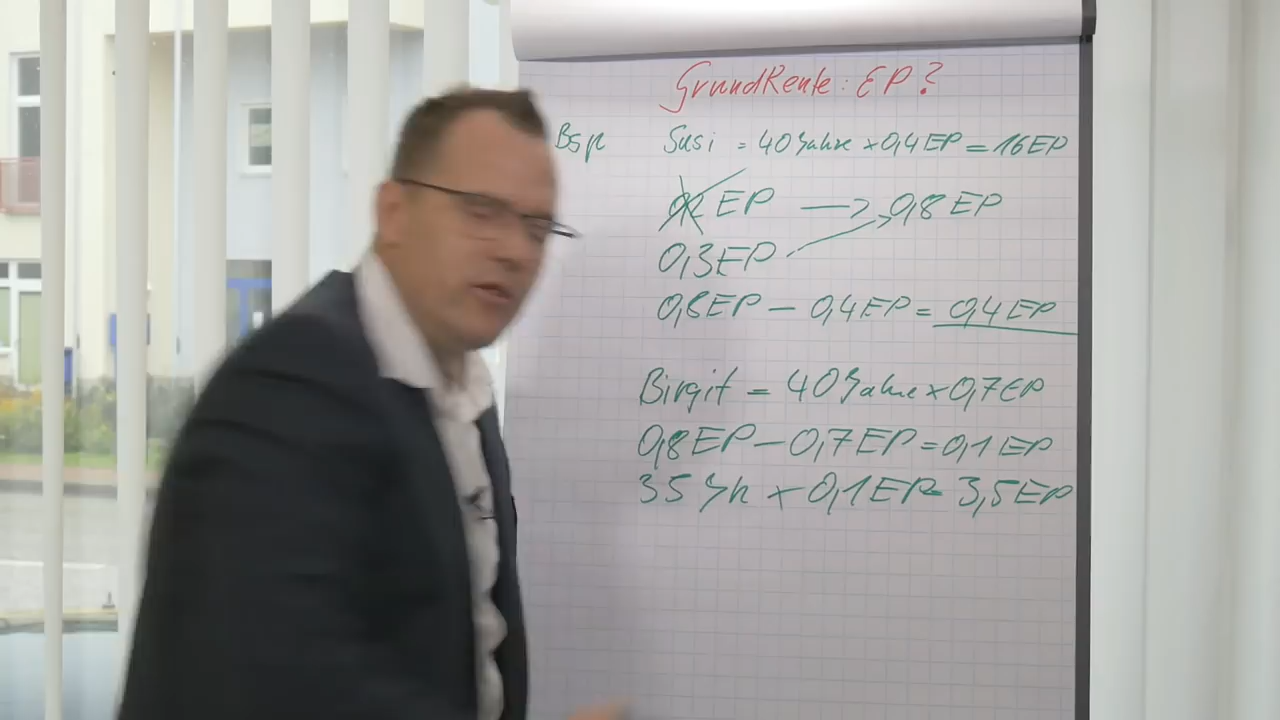 GrundRente: EP?
Bsp Susi = 40 Jahre x 0,4 EP = 16 EP
EP → 0,8 EP
0,3 EP
0,8 EP – 0,4 EP = 0,4 EP
Birgit = 40 Jahre x 0,7 EP
0,8 EP – 0,7 EP = 0,1 EP
35 Jh x 0,1 EP = 3,5 EP